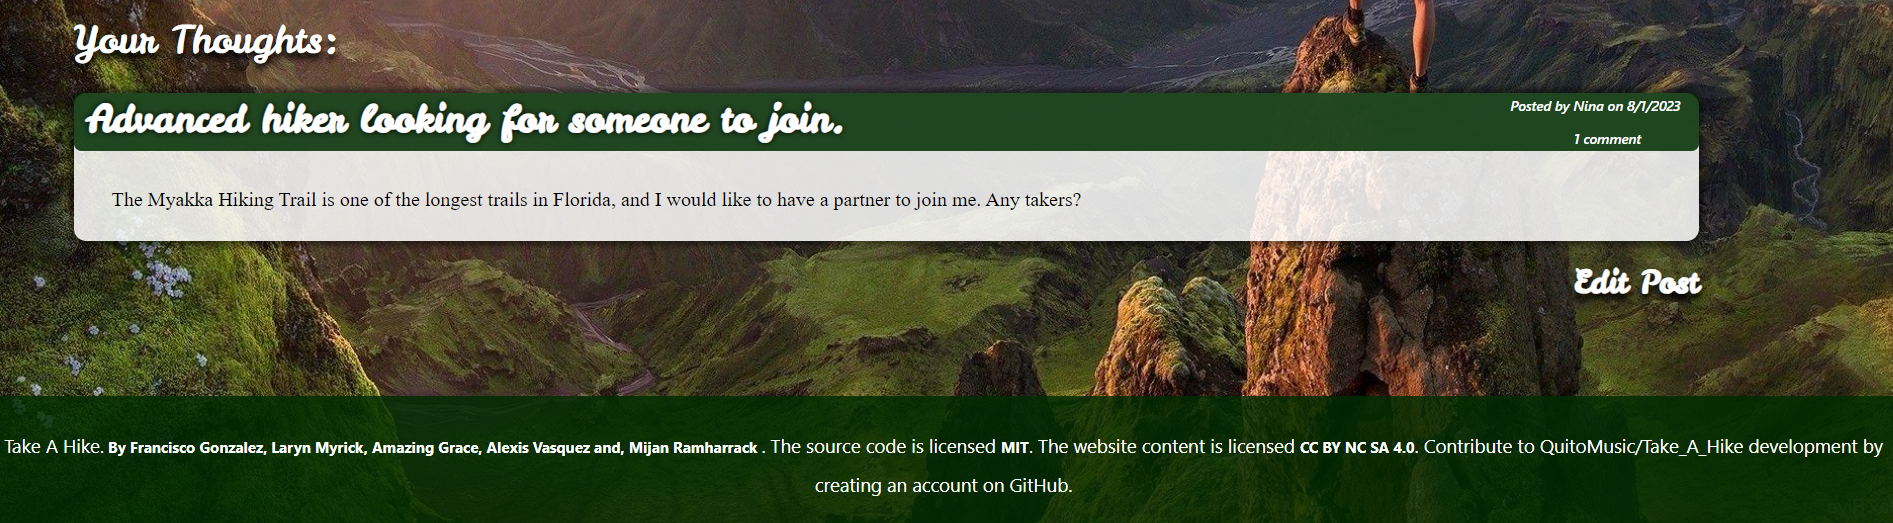 Your Thoughts:
Advanced hiker looking for someone to join.
Posted by Nina on 8/1/2023
1 comment
The Myakka Hiking Trail is one of the longest trails in Florida, and I would like to have a partner to join me. Any takers?
Edit Post
Take A Hike. By Francisco Gonzalez, Laryn Myrick, Amazing Grace, Alexis Vasquez and, Mijan Ramharrack . The source code is licensed MIT. The website content is licensed CC BY NC SA 4.0. Contribute to QuitoMusic/Take_A_Hike development by
creating an account on GitHub.